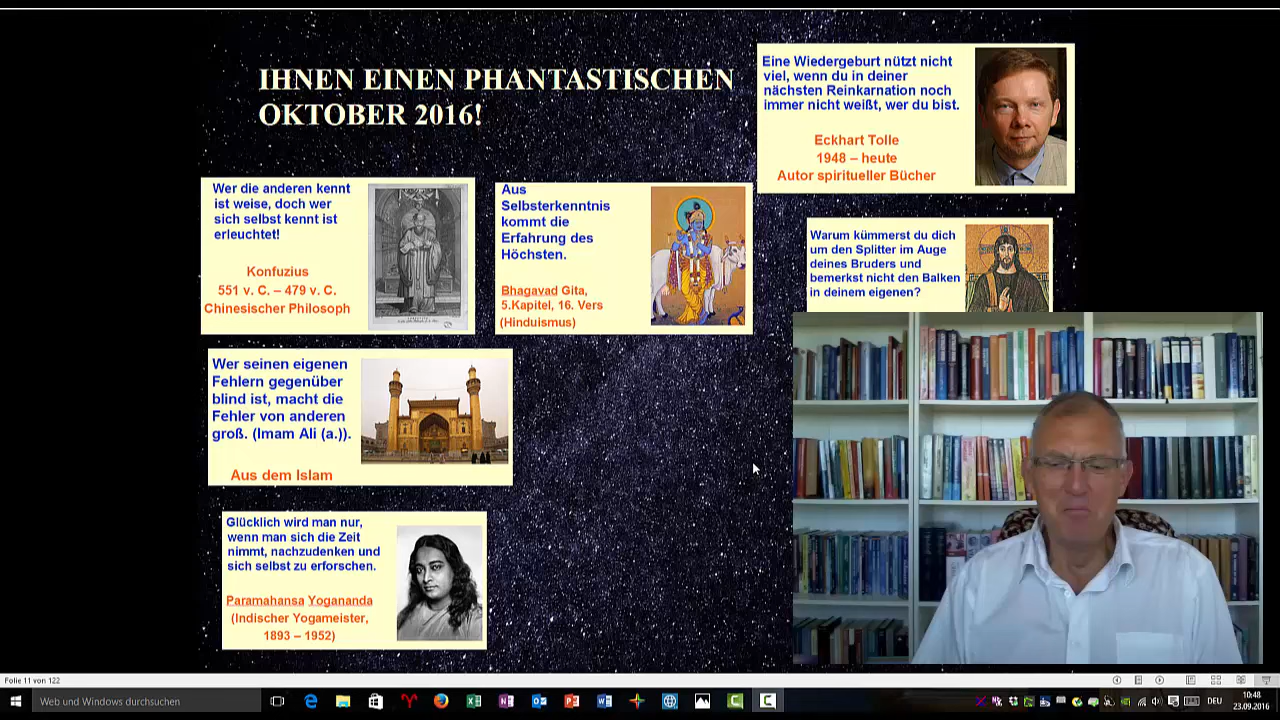 IHNEN EINEN PHANTASTISCHEN
OKTOBER 2016!
Eine Wiedergeburt nützt nicht
viel, wenn du in deiner
nächsten Reinkarnation noch
immer nicht weißt, wer du bist.
Eckhart Tolle
1948 – heute
Autor spiritueller Bücher
Wer die anderen kennt
ist weise, doch wer
sich selbst kennt ist
erleuchtet!
Konfuzius
551 v. C. – 479 v. C.
Chinesischer Philosoph
Aus
Selbsterkenntnis
kommt die
Erfahrung des
Höchsten.
Bhagavad Gita,
5.Kapitel, 16. Vers
(Hinduismus)
Warum kümmerst du dich
um den Splitter im Auge
deines Bruders und
bemerkst nicht den Balken
in deinem eigenen?
Wer seinen eigenen
Fehlern gegenüber
blind ist, macht die
Fehler von anderen
groß. (Imam Ali (a.)).
Aus dem Islam
Glücklich wird man nur,
wenn man sich die Zeit
nimmt, nachzudenken und
sich selbst zu erforschen.
Paramahansa Yogananda
(Indischer Yogameister,
1893 – 1952)
Folie 11 von 122
Web und Windows durchsuchen
DEU
10:48
23.09.2016